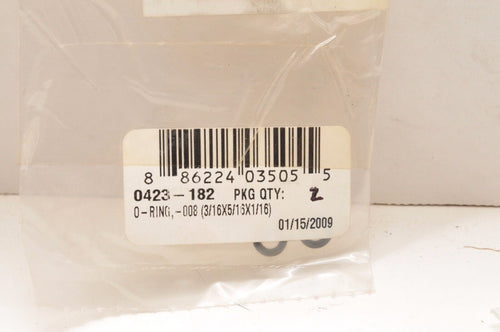 8 86224 03505 5
0423-182 PKG QTY: 2
O-RING,-008 (3/16X5/16X1/16)
01/15/2009